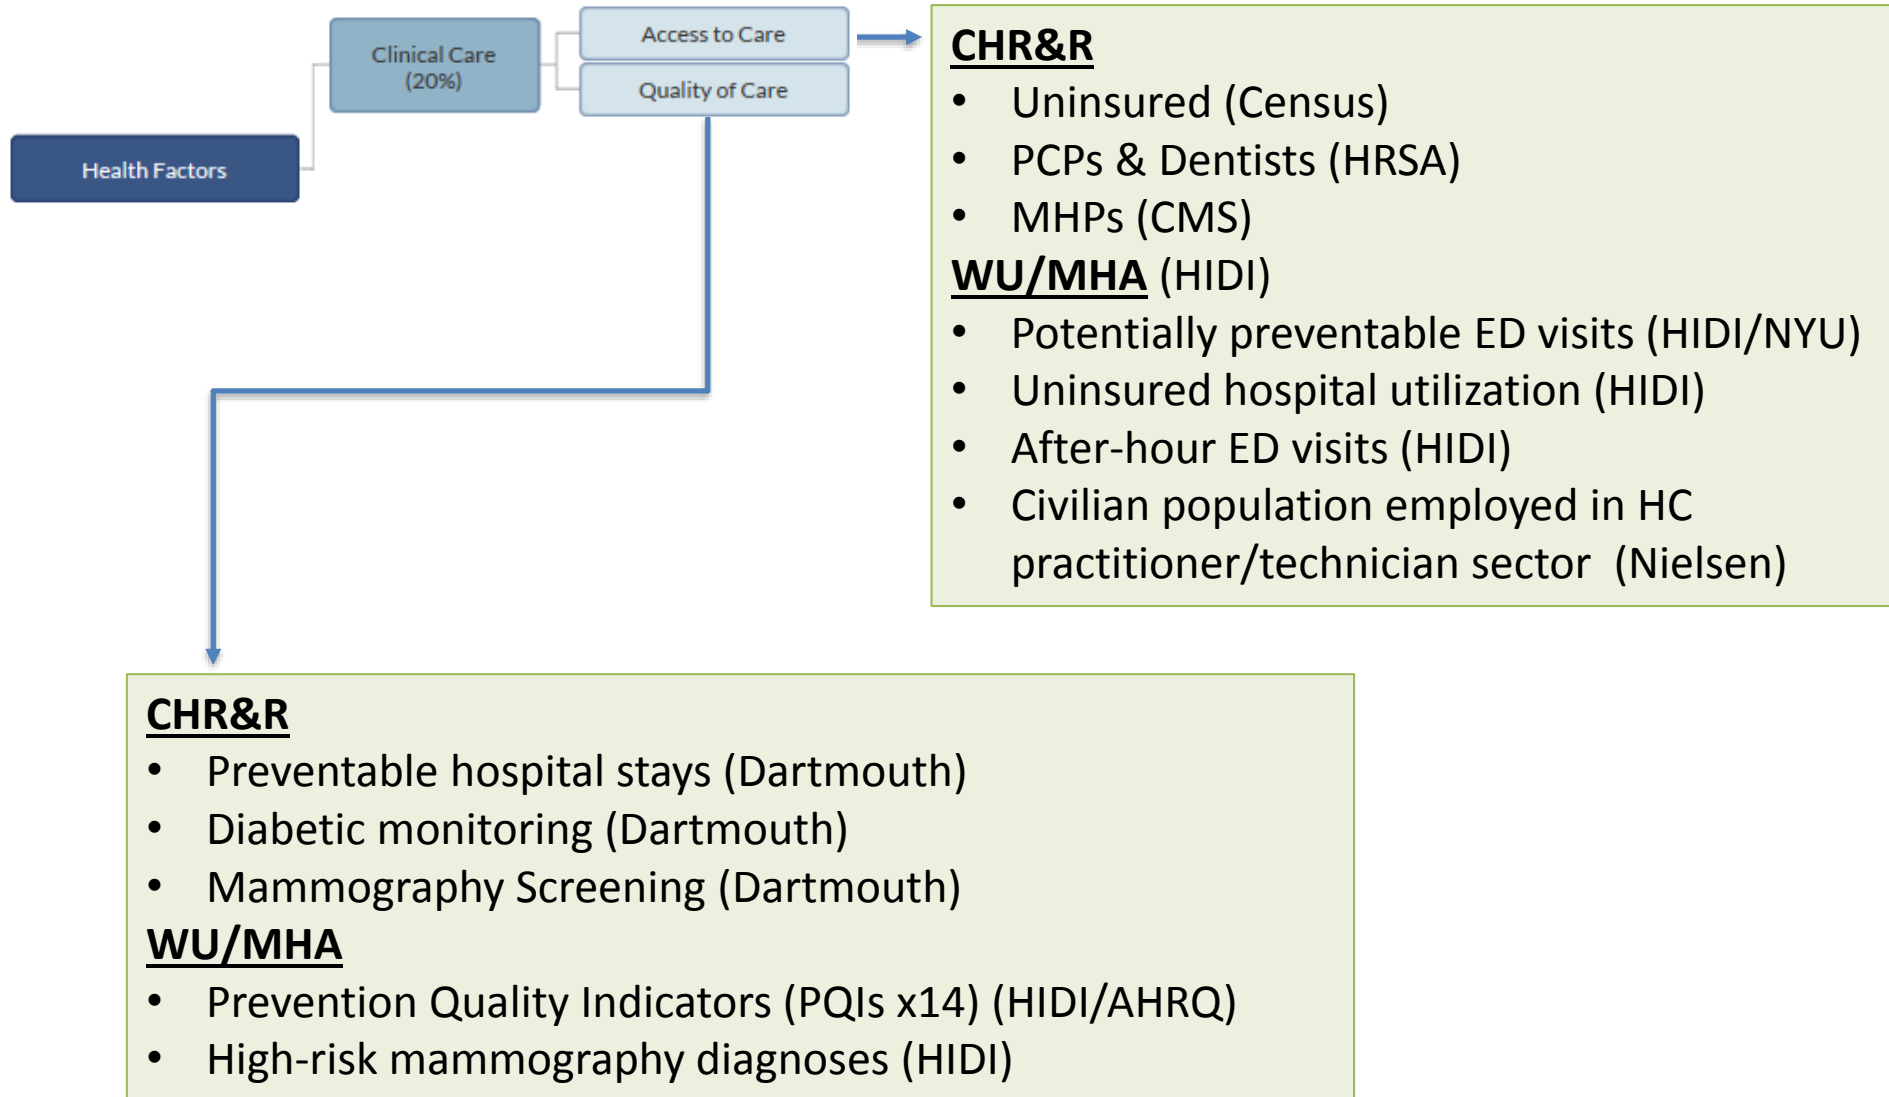 Health Factors
Clinical Care
(20%)
Access to Care
Quality of Care
CHR&R
• Uninsured (Census)
• PCPs & Dentists (HRSA)
• MHPs (CMS)
WU/MHA (HIDI)
• Potentially preventable ED visits (HIDI/NYU)
• Uninsured hospital utilization (HIDI)
• After-hour ED visits (HIDI)
• Civilian population employed in HC
practitioner/technician sector (Nielsen)
CHR&R
• Preventable hospital stays (Dartmouth)
• Diabetic monitoring (Dartmouth)
• Mammography Screening (Dartmouth)
WU/MHA
• Prevention Quality Indicators (PQIs x14) (HIDI/AHRQ)
• High-risk mammography diagnoses (HIDI)